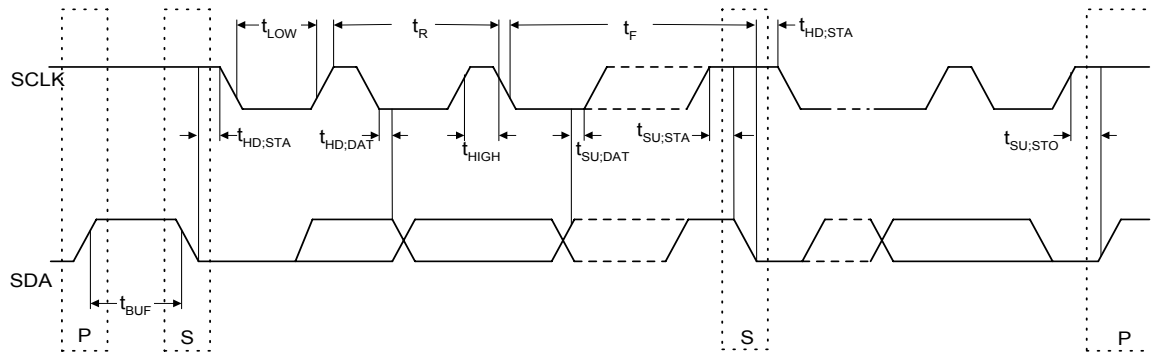 tLOW
tR
tF
tHD;STA
SCLK
tHD;STA
tHD;DAT
tHIGH
tSU;DAT
tSU;STA
tSU;STO
SDA
tBUF
P
S
S
P